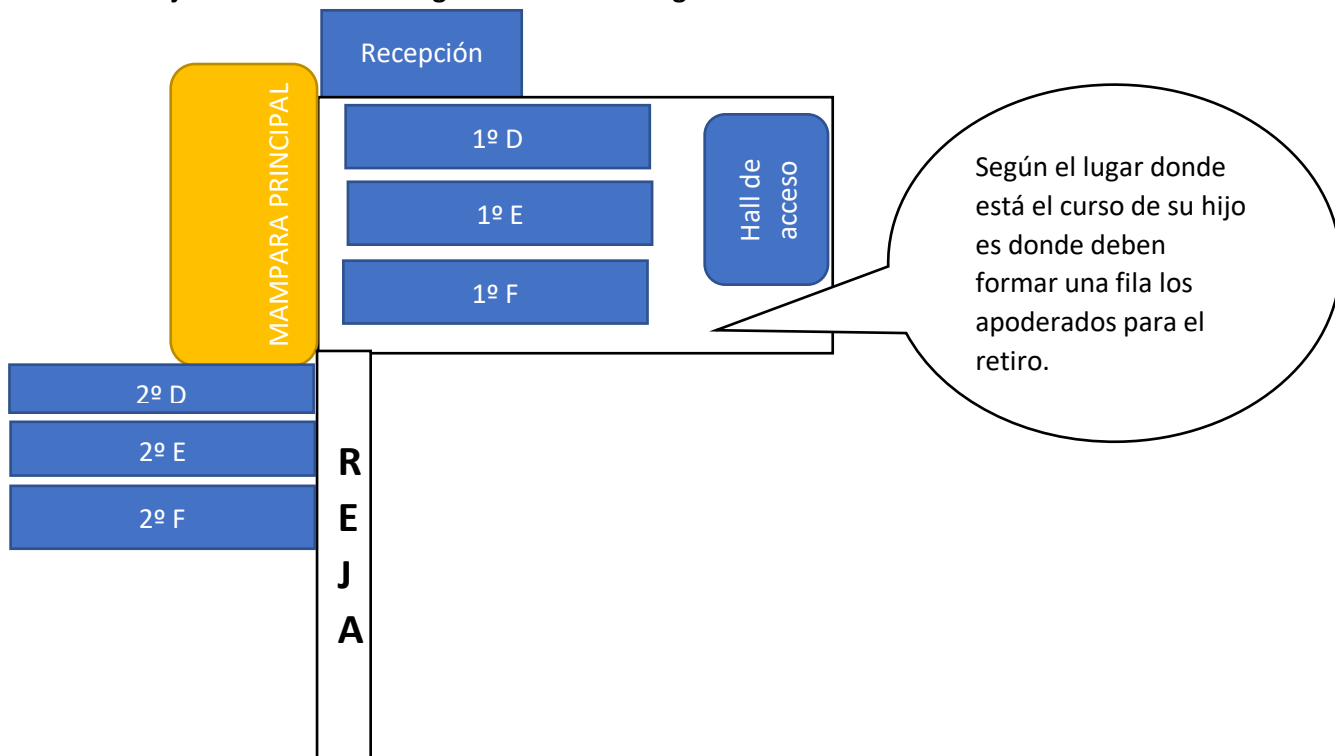 Recepción
MAMPARA PRINCIPAL
1º D
1º E
1º F
Hall de
acceso
Según el lugar donde
está el curso de su hijo
es donde deben
formar una fila los
apoderados para el
retiro.
2º D
2º E
2º F
R
E
J
A